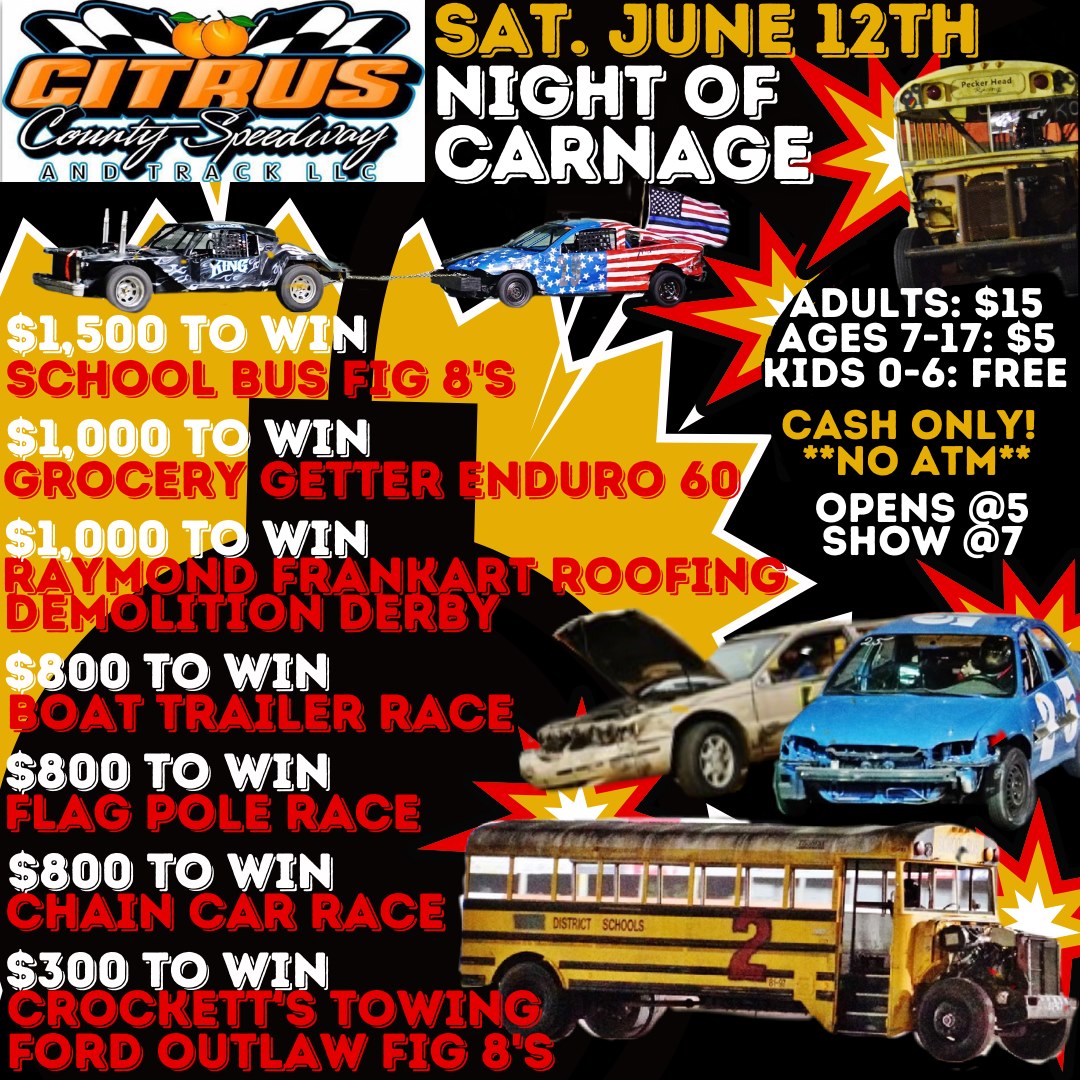 CITRUS
County Speedway
AND TRACK LLC
SAT. JUNE 12TH
NIGHT OF
CARNAGE
Pecker Head
KING
$1,500 TO WIN
SCHOOL BUS FIG 8'S
$1,000 TO WIN
GROCERY GETTER ENDURO 60
$1,000 TO WIN
RAYMOND FRANKART ROOFING
DEMOLITION DERBY
$800 TO WIN
BOAT TRAILER RACE
$800 TO WIN
FLAG POLE RACE
$800 TO WIN
CHAIN CAR RACE
$300 TO WIN
CROCKETT'S TOWING
FORD OUTLAW FIG 8'S
ADULTS: $15
AGES 7-17: $5
KIDS 0-6: FREE
CASH ONLY!
**NO ATM**
OPENS @5
SHOW @7
25
25
DISTRICT SCHOOLS
2